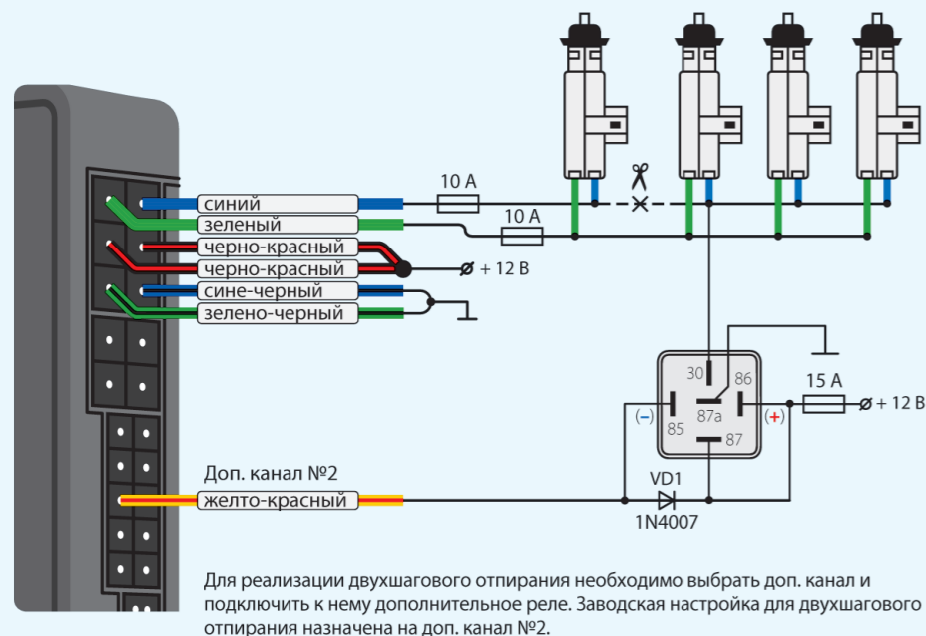 10 А
10 А
синий
зеленый
черно-красный
черно-красный
+ 12 В
сине-черный
зелено-черный
30
86
87а
85
87
(–)
(+)
15 А
+ 12 В
Доп. канал №2
желто-красный
VD1
1N4007
Для реализации двухшагового отпирания необходимо выбрать доп. канал и
подключить к нему дополнительное реле. Заводская настройка для двухшагового
отпирания назначена на доп. канал №2.